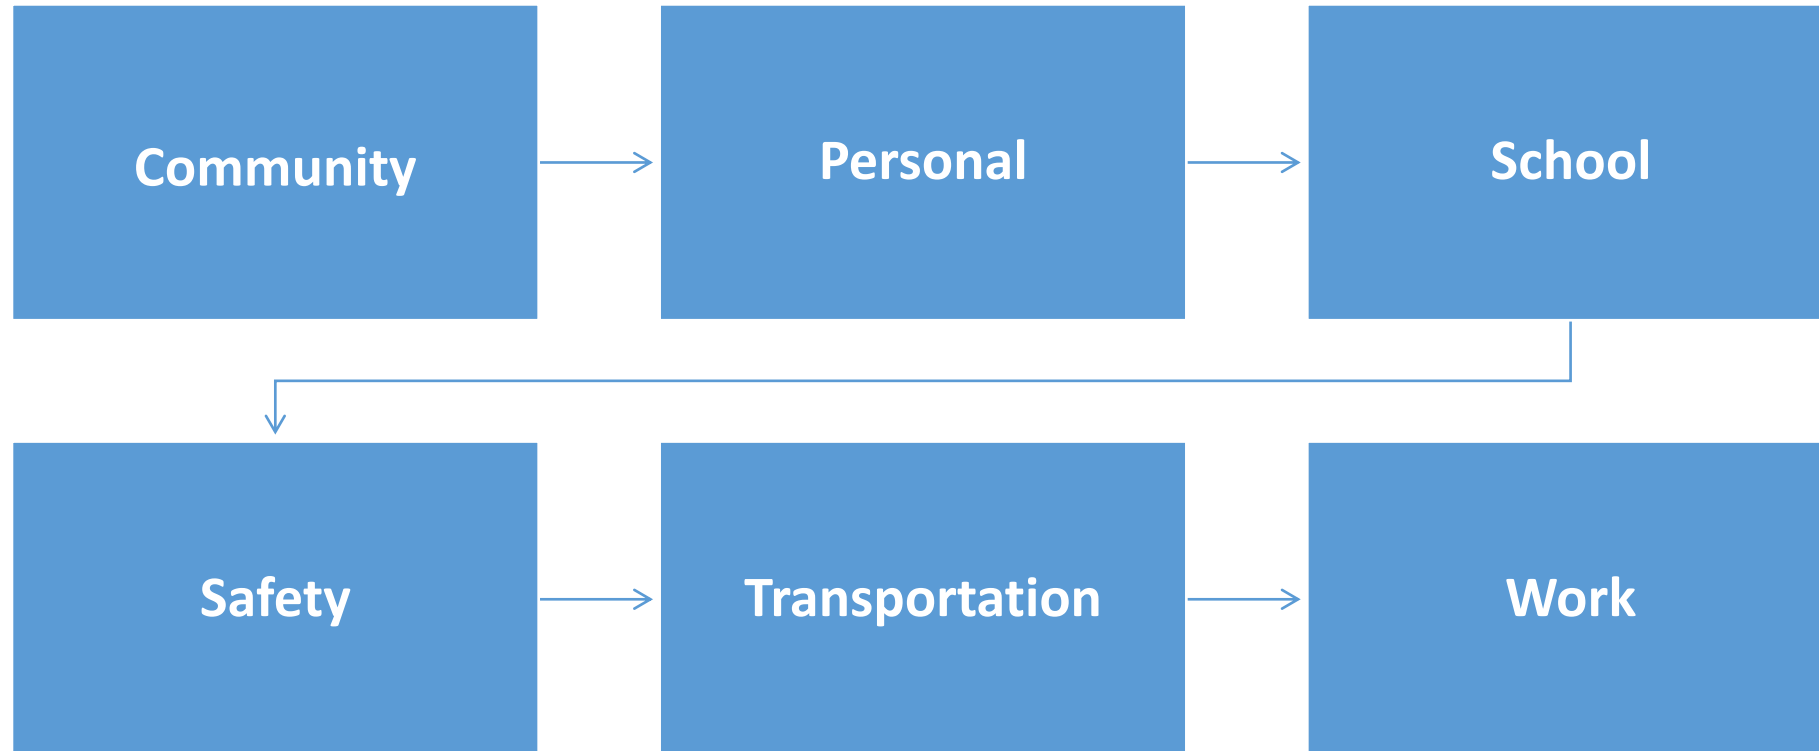 Community
Personal
School
Safety
Transportation
Work